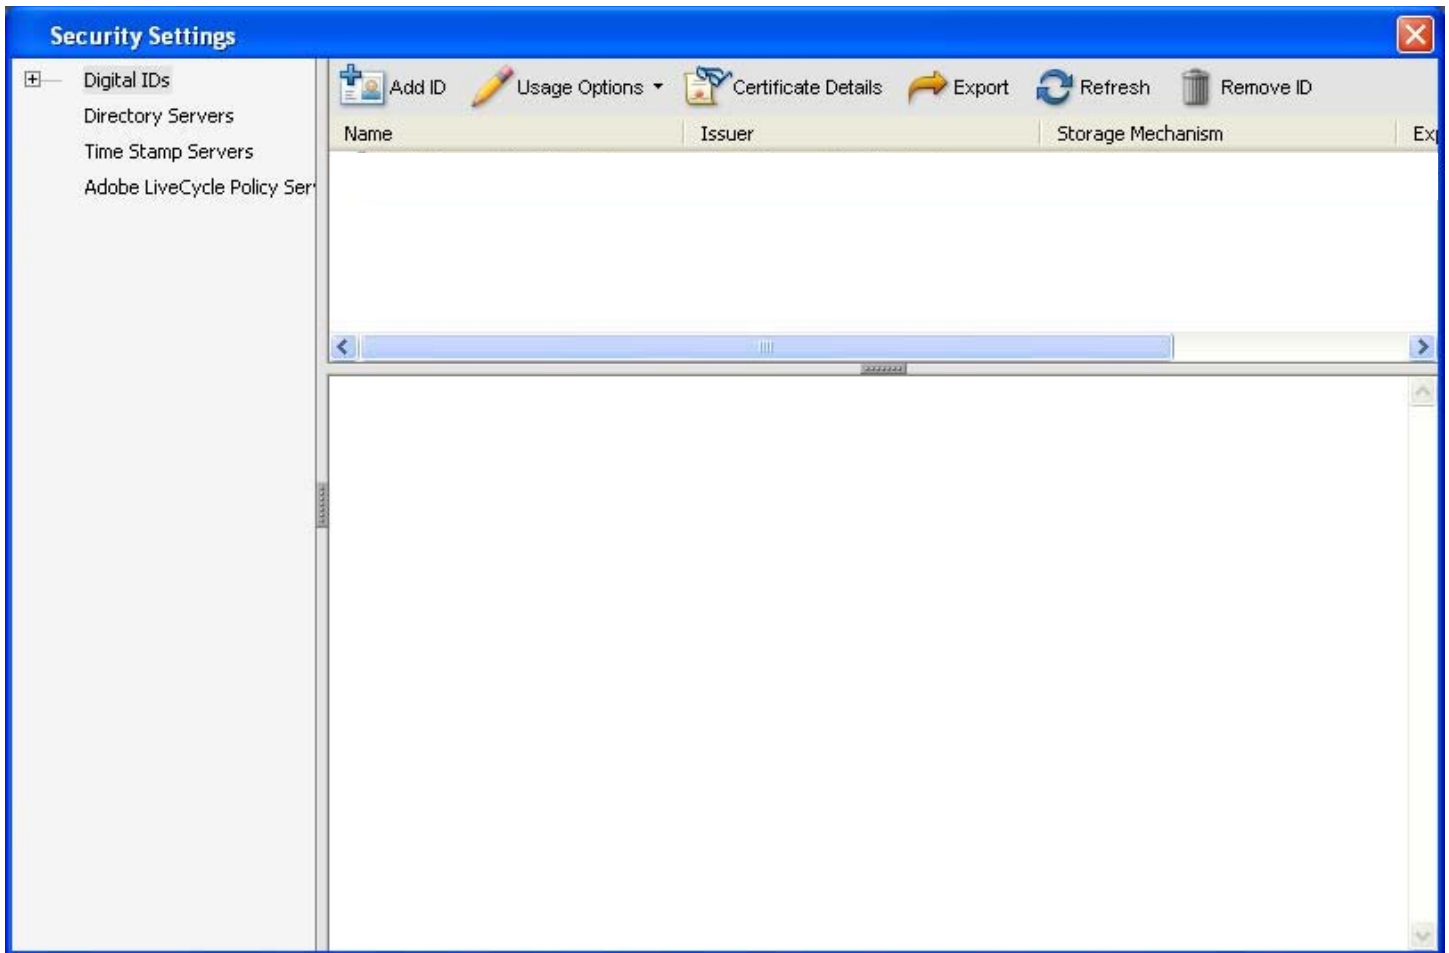 Security Settings
Digital IDs
Directory Servers
Time Stamp Servers
Adobe LiveCycle Policy Ser
Add ID Usage Options Certificate Details Export Refresh Remove ID
Name Issuer Storage Mechanism Exp